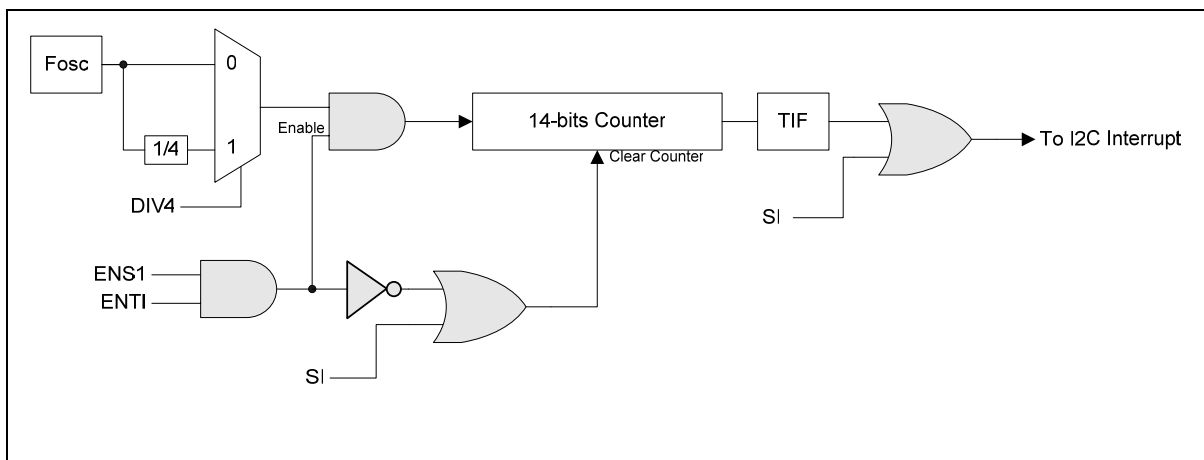 Fosc
0
1/4
1
DIV4
Enable
14-bits Counter
Clear Counter
TIF
SI
To I2C Interrupt
ENS1
ENTI
SI